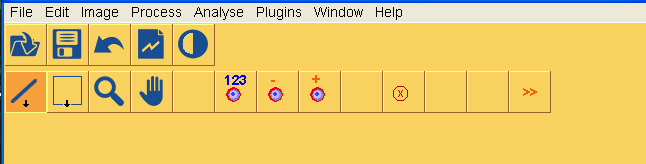 File Edit Image Process Analyse Plugins Window Help
123 - +
x >>